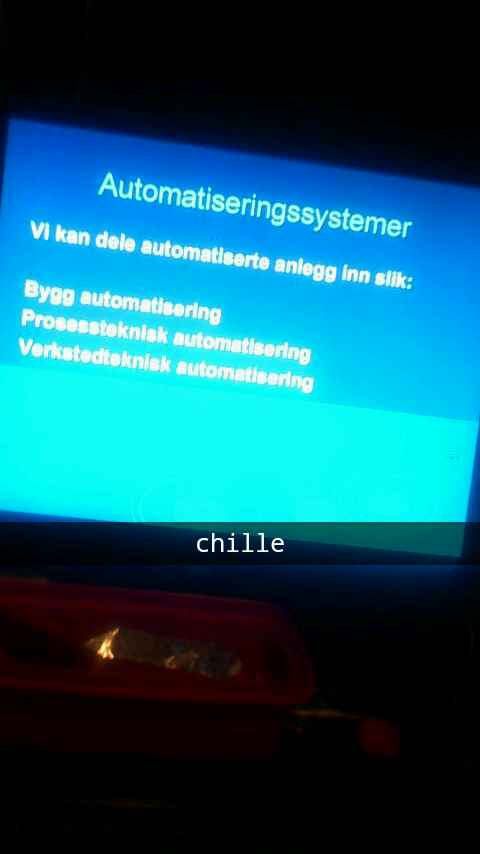 Automatiseringssystemer
Vi kan dele automatiserte anlegg inn slik:
Bygg automatisering
Prosessteknisk automatisering
Verkstedteknisk automatisering
chille